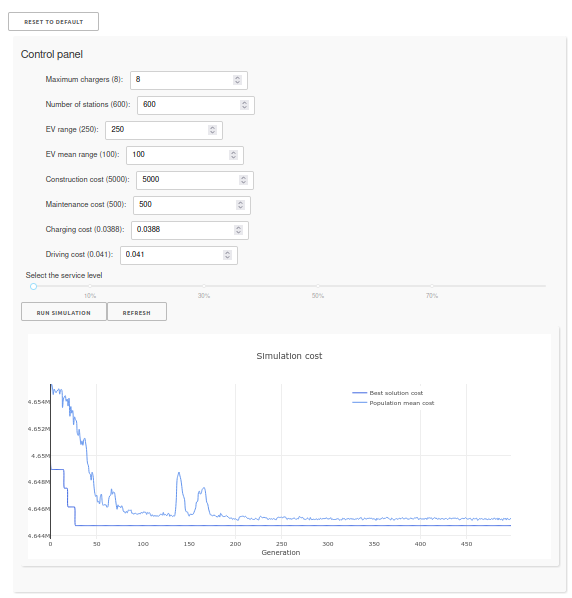 RESET TO DEFAULT
Control panel
Maximum chargers (8): 8
Number of stations (600): 600
EV range (250): 250
EV mean range (100): 100
Construction cost (5000): 5000
Maintenance cost (500): 500
Charging cost (0.0388): 0.0388
Driving cost (0.041): 0.041
Select the service level
10% 30% 50% 70%
RUN SIMULATION REFRESH
Simulation cost
Best solution cost
Population mean cost
4.654M
4.652M
4.65M
4.648M
4.646M
4.644M
0 50 100 150 200 250 300 350 400 450
Generation